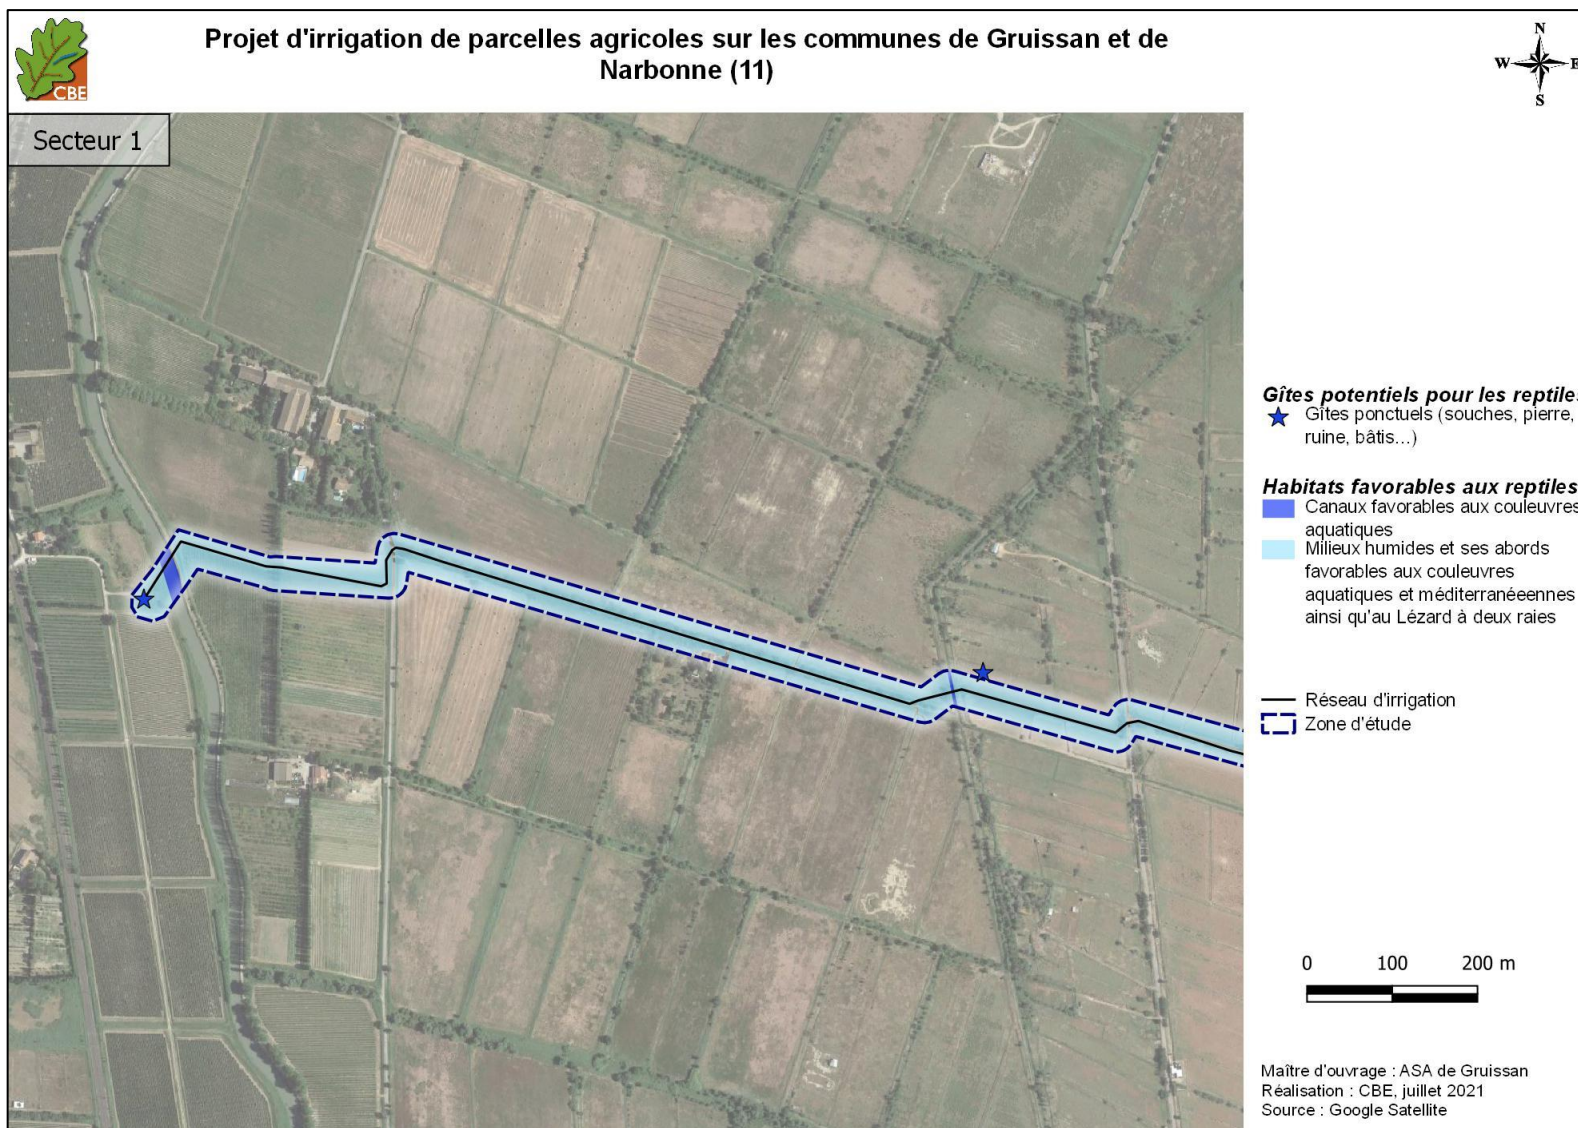 Projet d'irrigation de parcelles agricoles sur les communes de Gruissan et de
Narbonne (11)
CBE
N
W
E
S
Secteur 1
Gîtes potentiels pour les reptiles
Gîtes ponctuels (souches, pierre,
ruine, bâtis...)
Habitats favorables aux reptiles
Canaux favorables aux couleuvres
aquatiques
Milieux humides et ses abords
favorables aux couleuvres
aquatiques et méditerranéeennes
ainsi qu'au Lézard à deux raies
Réseau d'irrigation
Zone d'étude
0 100 200 m
Maître d'ouvrage : ASA de Gruissan
Réalisation : CBE, juillet 2021
Source : Google Satellite